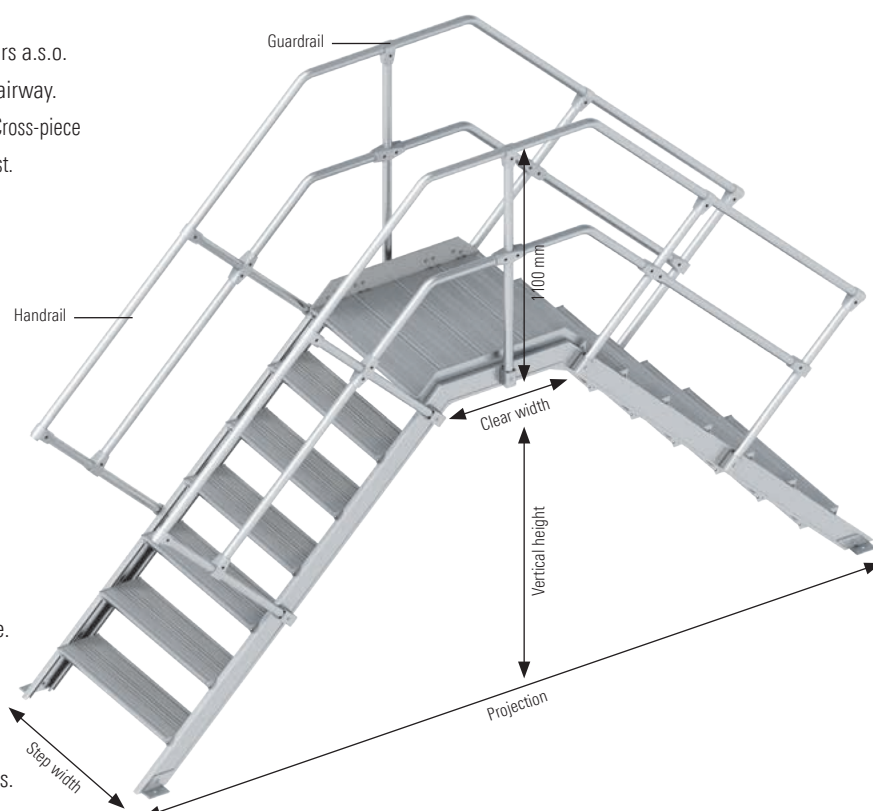 rs a.s.o.
airway.
Cross-piece
st.
Guardrail
Handrail
1100 mm
Clear width
Vertical height
Projection
Step width
e.
s.